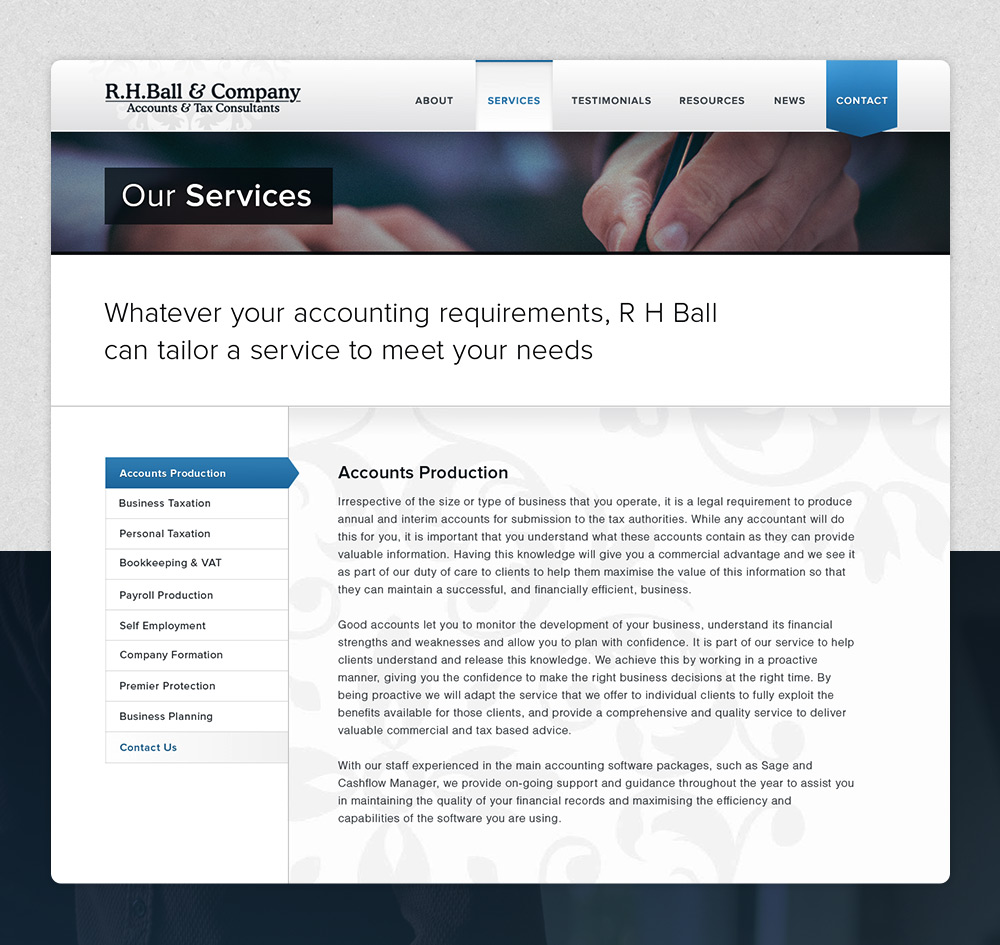 R.H.Ball & Company
Accounts & Tax Consultants
ABOUT
SERVICES
TESTIMONIALS
RESOURCES
NEWS
CONTACT
Our Services
Whatever your accounting requirements, R H Ball
can tailor a service to meet your needs
Accounts Production
Business Taxation
Personal Taxation
Bookkeeping & VAT
Payroll Production
Self Employment
Company Formation
Premier Protection
Business Planning
Contact Us
Accounts Production
Irrespective of the size or type of business that you operate, it is a legal requirement to produce
annual and interim accounts for submission to the tax authorities. While any accountant will do
this for you, it is important that you understand what these accounts contain as they can provide
valuable information. Having this knowledge will give you a commercial advantage and we see it
as part of our duty of care to clients to help them maximise the value of this information so that
they can maintain a successful, and financially efficient, business.
Good accounts let you to monitor the development of your business, understand its financial
strengths and weaknesses and allow you to plan with confidence. It is part of our service to help
clients understand and release this knowledge. We achieve this by working in a proactive
manner, giving you the confidence to make the right business decisions at the right time. By
being proactive we will adapt the service that we offer to individual clients to fully exploit the
benefits available for those clients, and provide a comprehensive and quality service to deliver
valuable commercial and tax based advice.
With our staff experienced in the main accounting software packages, such as Sage and
Cashflow Manager, we provide on-going support and guidance throughout the year to assist you
in maintaining the quality of your financial records and maximising the efficiency and
capabilities of the software you are using.